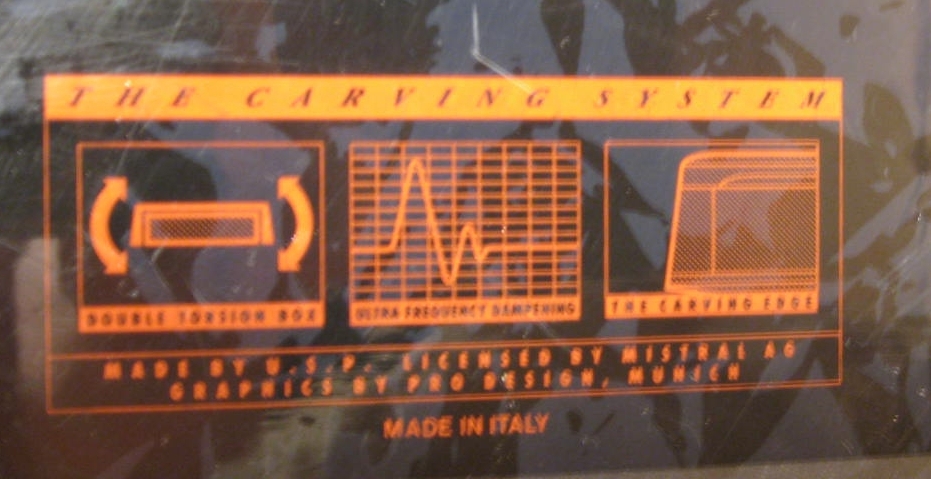 THE CARVING SYSTEM
DOUBLE TORSION BOX
ULTRA FREQUENCY DAMPENING
THE CARVING EDGE
MADE BY U.S.P. LICENSED BY MISTRAL AG
GRAPHICS BY PRO DESIGN, MUNICH
MADE IN ITALY